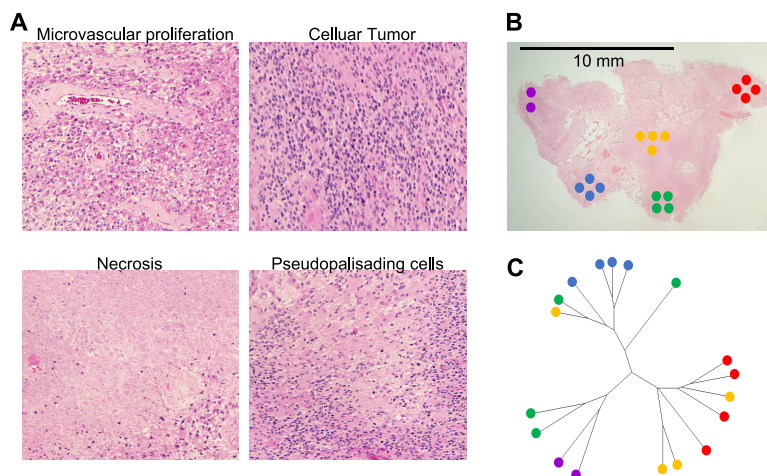 A
Microvascular proliferation
Celluar Tumor
Necrosis
Pseudopalisading cells
B
10 mm
C